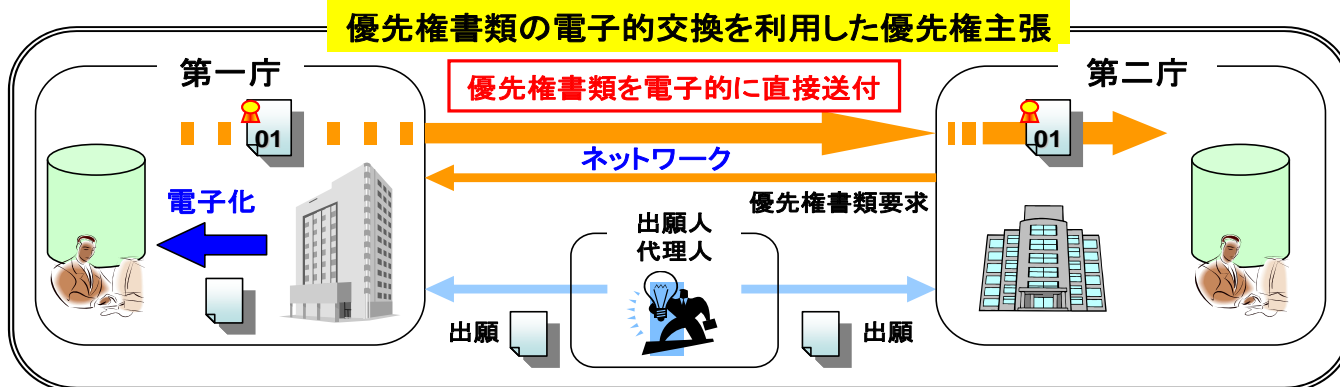 優先権書類の電子的交換を利用した優先権主張
第一庁
優先権書類を電子的に直接送付
第二庁
01
01
ネットワーク
電子化
優先権書類要求
出願人
代理人
出願
出願